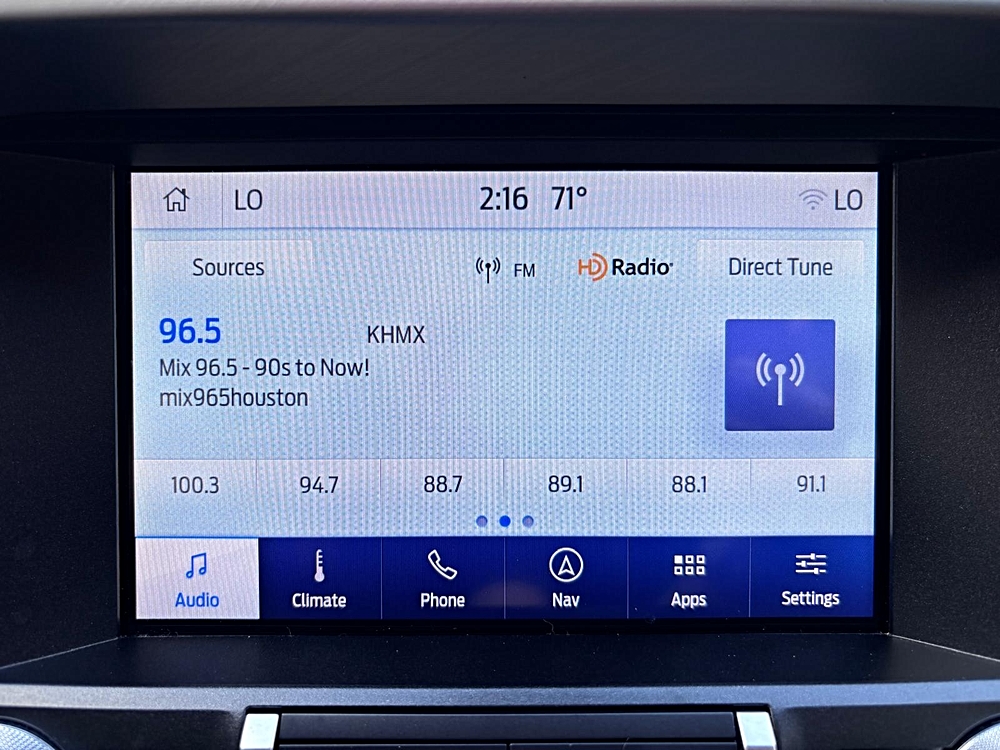 LO 2:16 71° LO
Sources FM HD Radio Direct Tune
96.5 KHMX
Mix 96.5 - 90s to Now!
mix965houston
100.3 94.7 88.7 89.1 88.1 91.1
Audio Climate Phone Nav Apps Settings